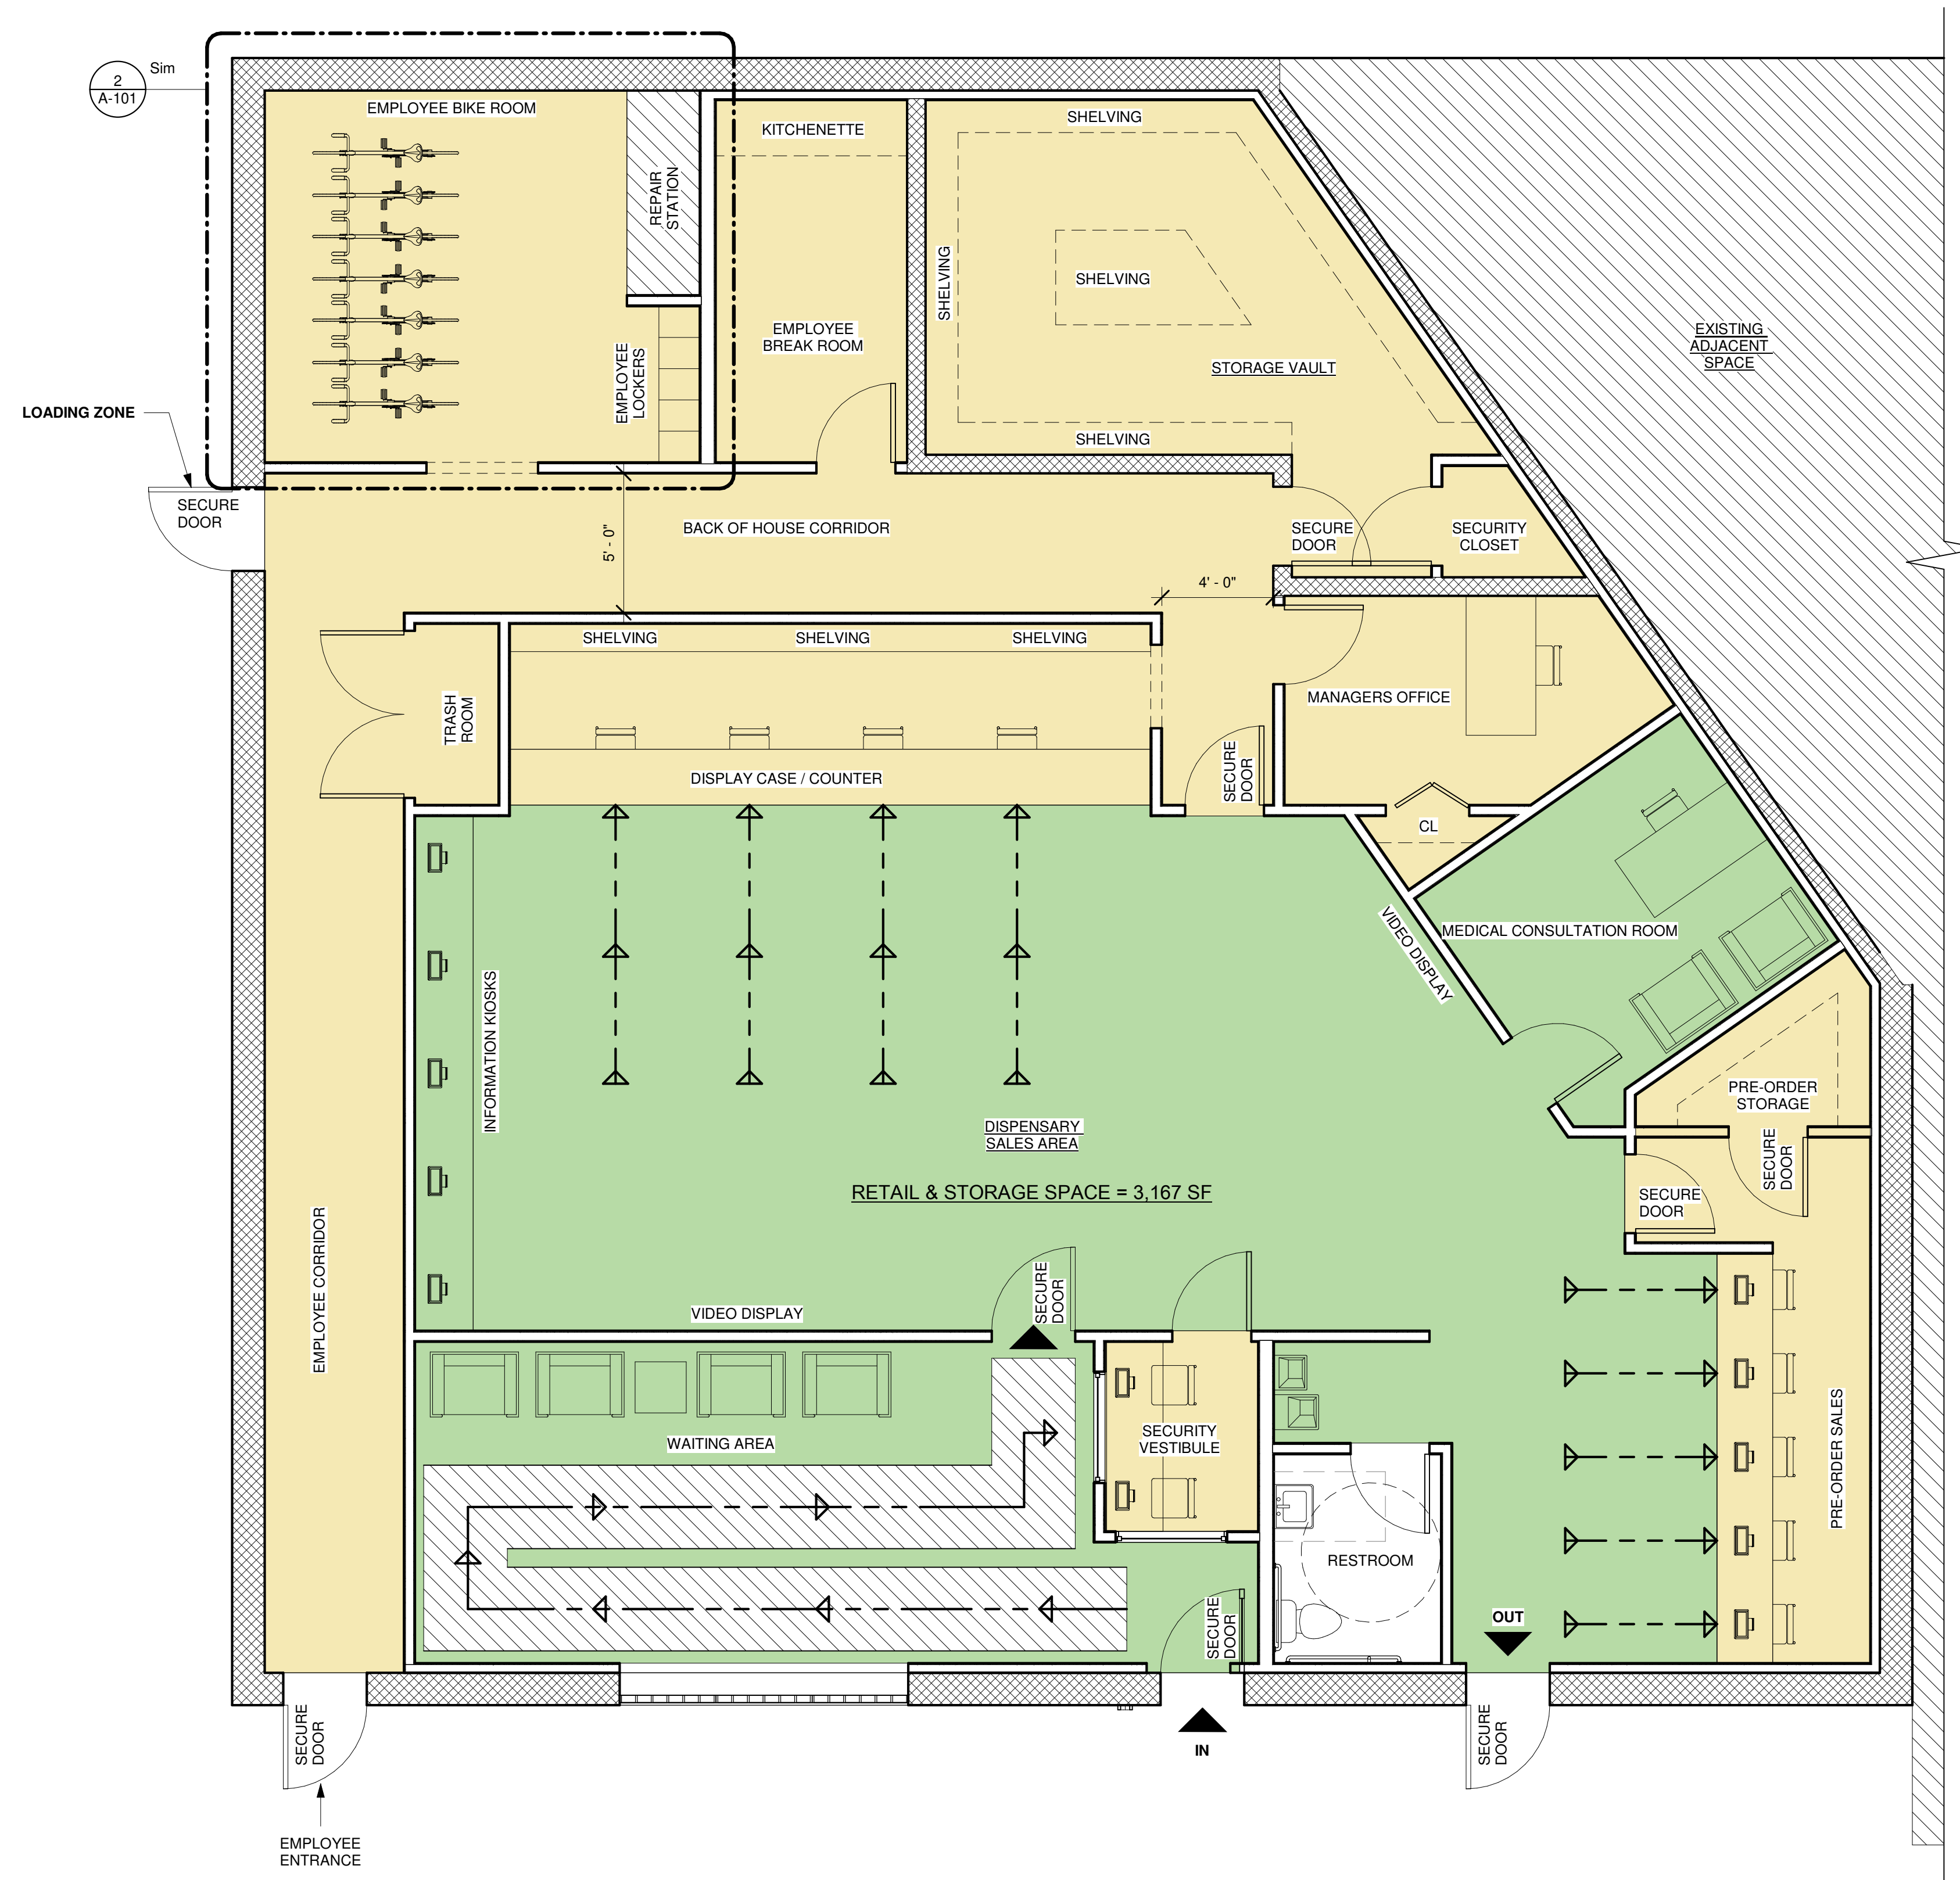 2
A-101
Sim
EMPLOYEE BIKE ROOM
REPAIR
STATION
EMPLOYEE
LOCKERS
KITCHENETTE
EMPLOYEE
BREAK ROOM
SHELVING
SHELVING
SHELVING
SHELVING
STORAGE VAULT
EXISTING
ADJACENT
SPACE
LOADING ZONE
SECURE
DOOR
5' - 0"
BACK OF HOUSE CORRIDOR
SECURE
DOOR
SECURITY
CLOSET
4' - 0"
SHELVING
SHELVING
SHELVING
TRASH
ROOM
DISPLAY CASE / COUNTER
SECURE
DOOR
MANAGERS OFFICE
CL
VIDEO DISPLAY
MEDICAL CONSULTATION ROOM
INFORMATION KIOSKS
DISPENSARY
SALES AREA
RETAIL & STORAGE SPACE = 3,167 SF
PRE-ORDER
STORAGE
SECURE
DOOR
SECURE
DOOR
EMPLOYEE CORRIDOR
VIDEO DISPLAY
SECURE
DOOR
WAITING AREA
SECURITY
VESTIBULE
PRE-ORDER SALES
RESTROOM
SECURE
DOOR
OUT
SECURE
DOOR
IN
SECURE
DOOR
EMPLOYEE
ENTRANCE